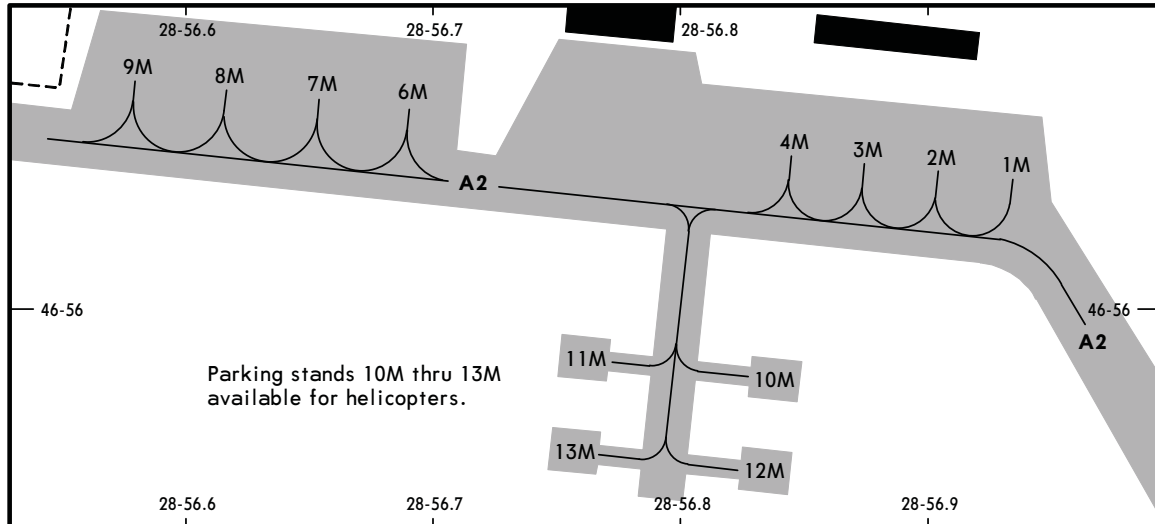 28-56.6
28-56.7
28-56.8
9M
8M
7M
6M
4M
3M
2M
1M
A2
46-56
46-56
A2
11M
10M
Parking stands 10M thru 13M
available for helicopters.
13M
12M
28-56.6
28-56.7
28-56.8
28-56.9